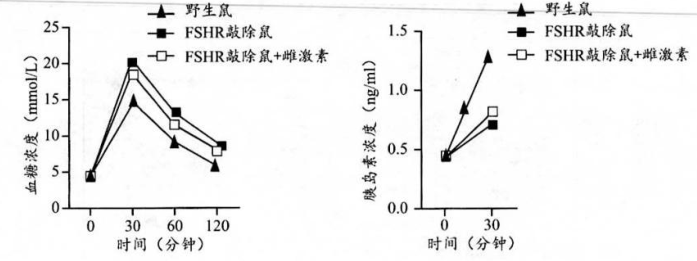 野生鼠
FSHR敲除鼠
FSHR敲除鼠+雌激素
血糖浓度（mmol/L）
25
20
15
10
5
0
0 30 60 120
时间（分钟）
野生鼠
FSHR敲除鼠
FSHR敲除鼠+雌激素
胰岛素浓度（ng/ml）
1.5
1.0
0.5
0.0
0 30
时间（分钟）